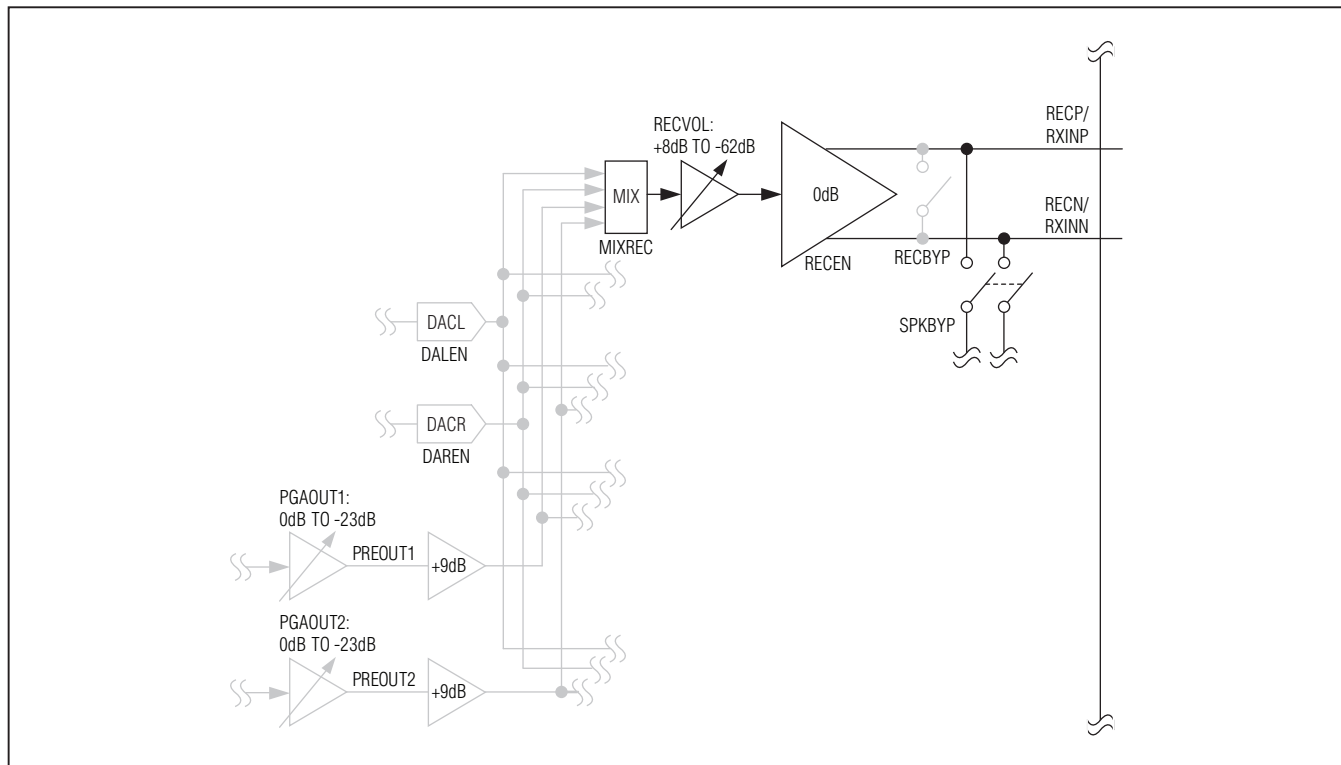 RECP/
RXINP
RECVOL:
+8dB TO -62dB
MIX
0dB
RECN/
RXINN
MIXREC
RECEN
RECBYP
DACL
SPKBYP
DALEN
DACR
DAREN
PGAOUT1:
0dB TO -23dB
PREOUT1
+9dB
PGAOUT2:
0dB TO -23dB
PREOUT2
+9dB